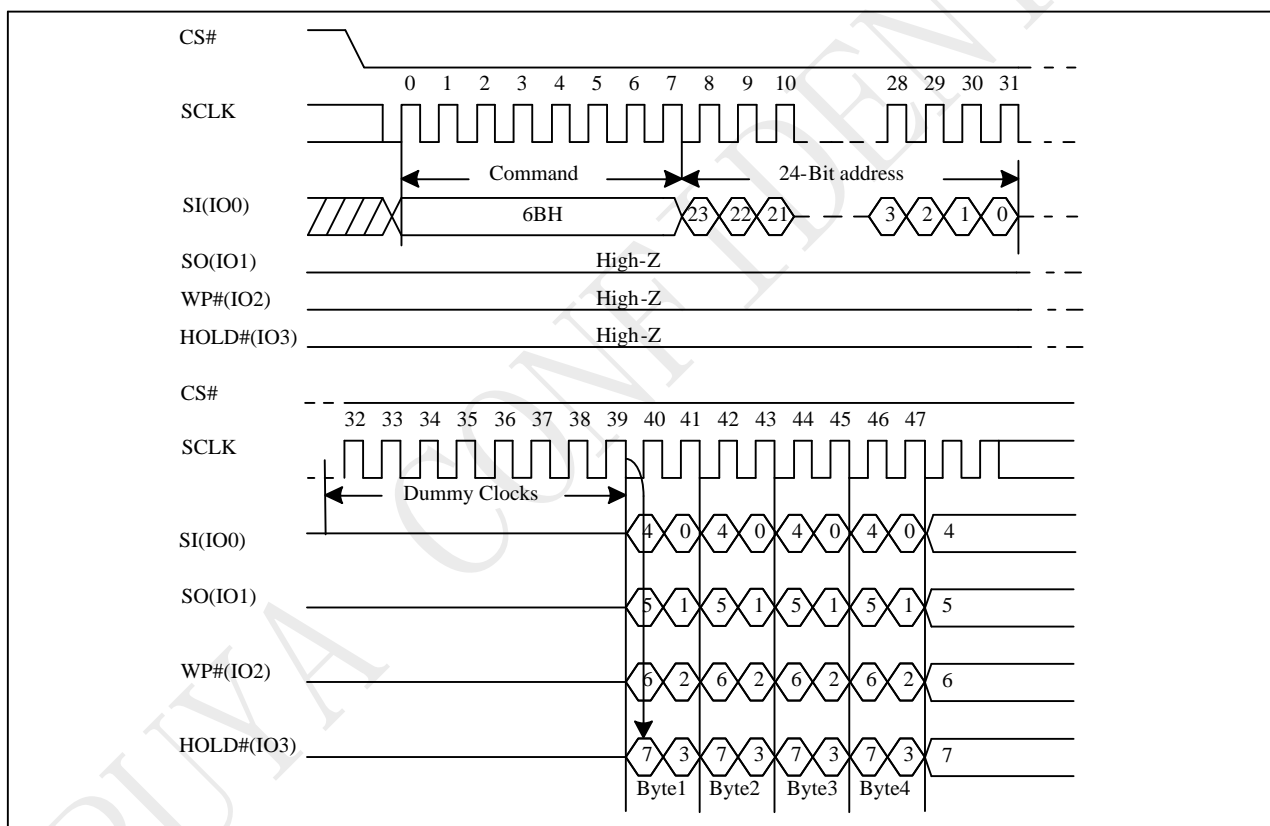 CS#
0 1 2 3 4 5 6 7 8 9 10 28 29 30 31
SCLK
Command 24-Bit address
SI(IO0) 6BH 23 22 21 3 2 1 0
SO(IO1) High-Z
WP#(IO2) High-Z
HOLD#(IO3) High-Z
CS#
32 33 34 35 36 37 38 39 40 41 42 43 44 45 46 47
SCLK
Dummy Clocks
SI(IO0) 4 0 4 0 4 0 4 0 4
SO(IO1) 5 1 5 1 5 1 5 1 5
WP#(IO2) 6 2 6 2 6 2 6 2 6
HOLD#(IO3) 7 3 7 3 7 3 7 3 7
Byte1 Byte2 Byte3 Byte4
PUYA CONFIDENT